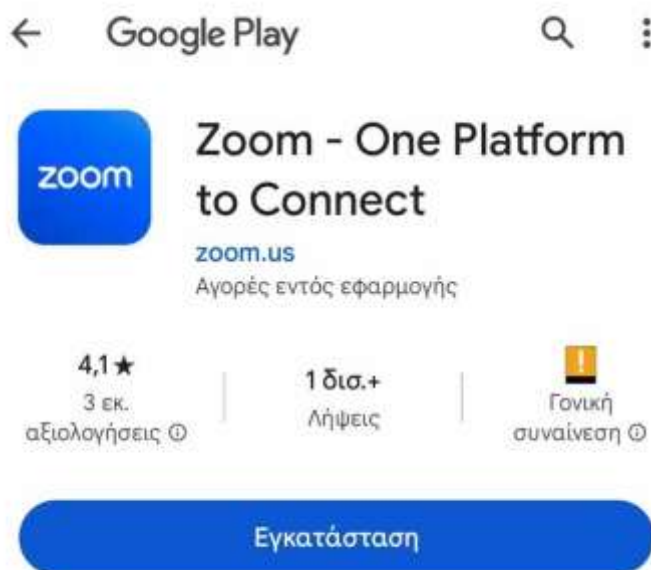 Google Play
zoom
Zoom - One Platform
to Connect
zoom.us
Αγορές εντός εφαρμογής
4,1★
3 εκ.
αξιολογήσεις
1 δισ.+
Λήψεις
Γονική
συναίνεση
Εγκατάσταση